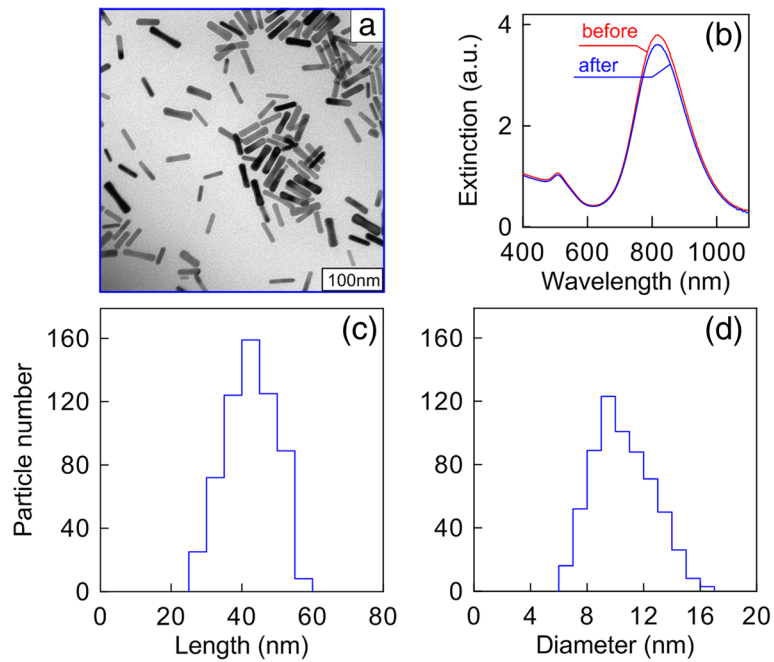 a
100nm
(b)
before
after
Extinction (a.u.)
4
2
0
400 600 800 1000
Wavelength (nm)
(c)
Particle number
160
120
80
40
0
0 20 40 60 80
Length (nm)
(d)
160
120
80
40
0
0 4 8 12 16 20
Diameter (nm)